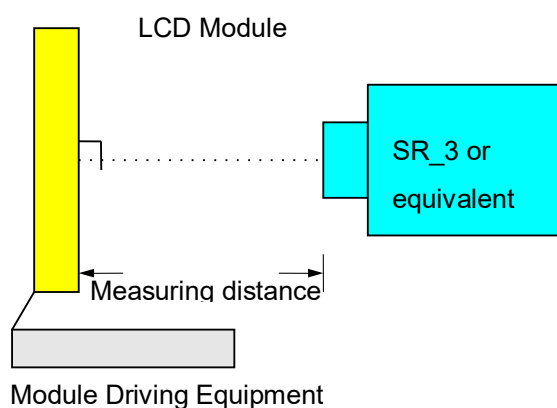 LCD Module
SR_3 or
equivalent
Measuring distance
Module Driving Equipment